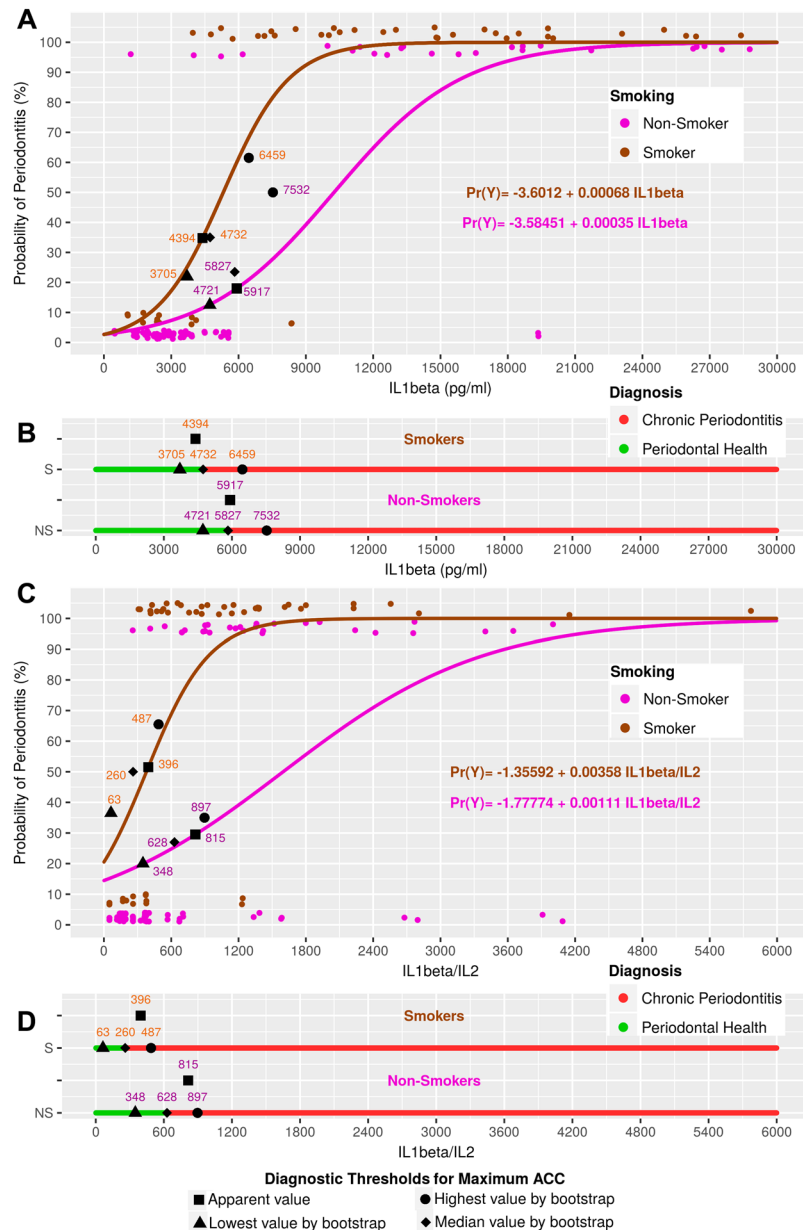 A
Probability of Periodontitis (%)
100
90
80
70
60
50
40
30
20
10
0
6459
7532
4394
4732
5827
3705
4721
5917
Smoking
Non-Smoker
Smoker
Pr(Y)= -3.6012 + 0.00068 IL1beta
Pr(Y)= -3.58451 + 0.00035 IL1beta
0 3000 6000 9000 12000 15000 18000 21000 24000 27000 30000
IL1beta (pg/ml)
Diagnosis
Chronic Periodontitis
Periodontal Health
B
4394
Smokers
3705 4732 6459
S
5917
Non-Smokers
4721 5827 7532
NS
0 3000 6000 9000 12000 15000 18000 21000 24000 27000 30000
IL1beta (pg/ml)
C
Probability of Periodontitis (%)
100
90
80
70
60
50
40
30
20
10
0
487
396
260
63
897
628
815
348
Smoking
Non-Smoker
Smoker
Pr(Y)= -1.35592 + 0.00358 IL1beta/IL2
Pr(Y)= -1.77774 + 0.00111 IL1beta/IL2
0 600 1200 1800 2400 3000 3600 4200 4800 5400 6000
IL1beta/IL2
Diagnosis
Chronic Periodontitis
Periodontal Health
D
396
Smokers
63 260 487
S
815
Non-Smokers
348 628 897
NS
0 600 1200 1800 2400 3000 3600 4200 4800 5400 6000
IL1beta/IL2
Diagnostic Thresholds for Maximum ACC
Apparent value
Highest value by bootstrap
Lowest value by bootstrap
Median value by bootstrap